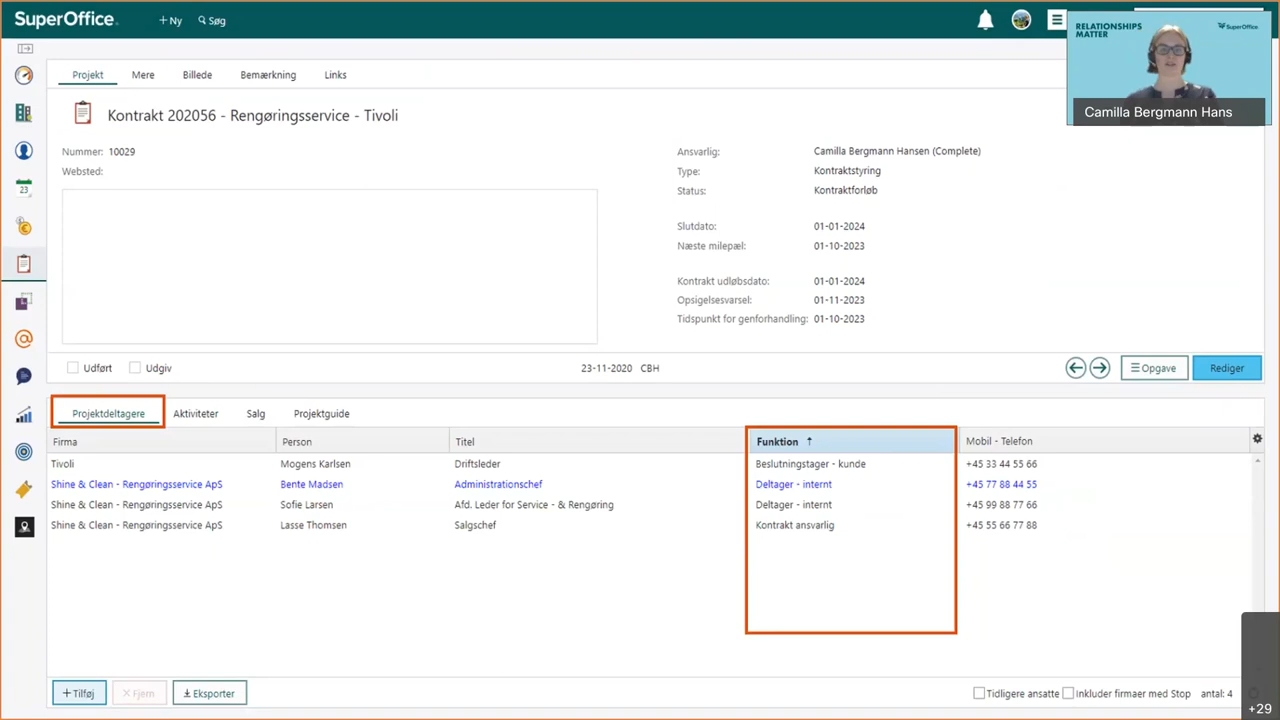 SuperOffice.
+ Ny
Søg
RELATIONSHIPS
MATTER
SuperOffice
Camilla Bergmann Hans
Projekt Mere Billede Bemærkning Links
Kontrakt 202056 - Rengøringsservice - Tivoli
Nummer: 10029
Websted:
Ansvarlig: Camilla Bergmann Hansen (Complete)
Type: Kontraktstyring
Status: Kontraktforløb
Slutdato: 01-01-2024
Næste milepæl: 01-10-2023
Kontrakt udløbsdato: 01-01-2024
Opsigelsesvarsel: 01-11-2023
Tidspunkt for genforhandling: 01-10-2023
23
Udført Udgiv 23-11-2020 CBH Opgave Rediger
Projektdeltagere Aktiviteter Salg Projektguide
Firma Person Titel Funktion ↑ Mobil - Telefon
Tivoli Mogens Karlsen Driftsleder Beslutningstager - kunde +45 33 44 55 66
Shine & Clean - Rengøringsservice ApS Bente Madsen Administrationschef Deltager - internt +45 77 88 44 55
Shine & Clean - Rengøringsservice ApS Sofie Larsen Afd. Leder for Service - & Rengøring Deltager - internt +45 99 88 77 66
Shine & Clean - Rengøringsservice ApS Lasse Thomsen Salgschef Kontrakt ansvarlig +45 55 66 77 88
+ Tilføj × Fjern Eksporter Tidligere ansatte Inkluder firmaer med Stop antal: 4
+29